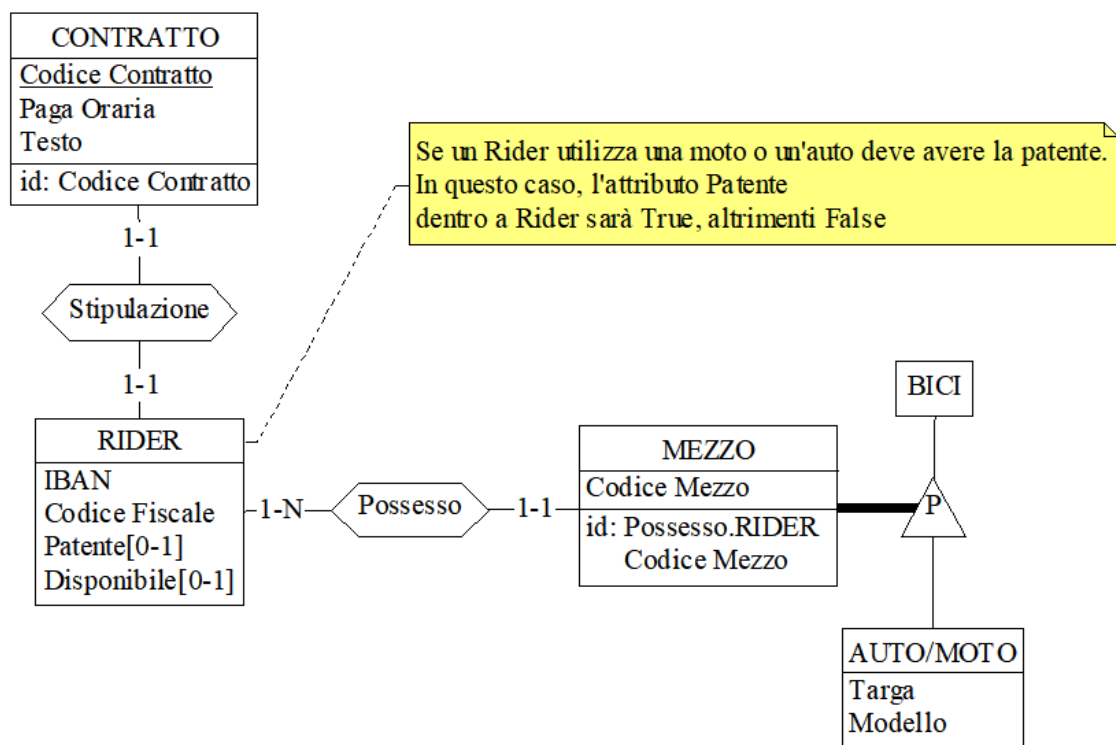 CONTRATTO
Codice Contratto
Paga Oraria
Testo
id: Codice Contratto
1-1
Stipulazione
1-1
Se un Rider utilizza una moto o un'auto deve avere la patente.
In questo caso, l'attributo Patente
dentro a Rider sarà True, altrimenti False
RIDER
IBAN
Codice Fiscale
Patente[0-1]
Disponibile[0-1]
1-N
Possesso
1-1
MEZZO
Codice Mezzo
id: Possesso.RIDER
Codice Mezzo
BICI
P
AUTO/MOTO
Targa
Modello